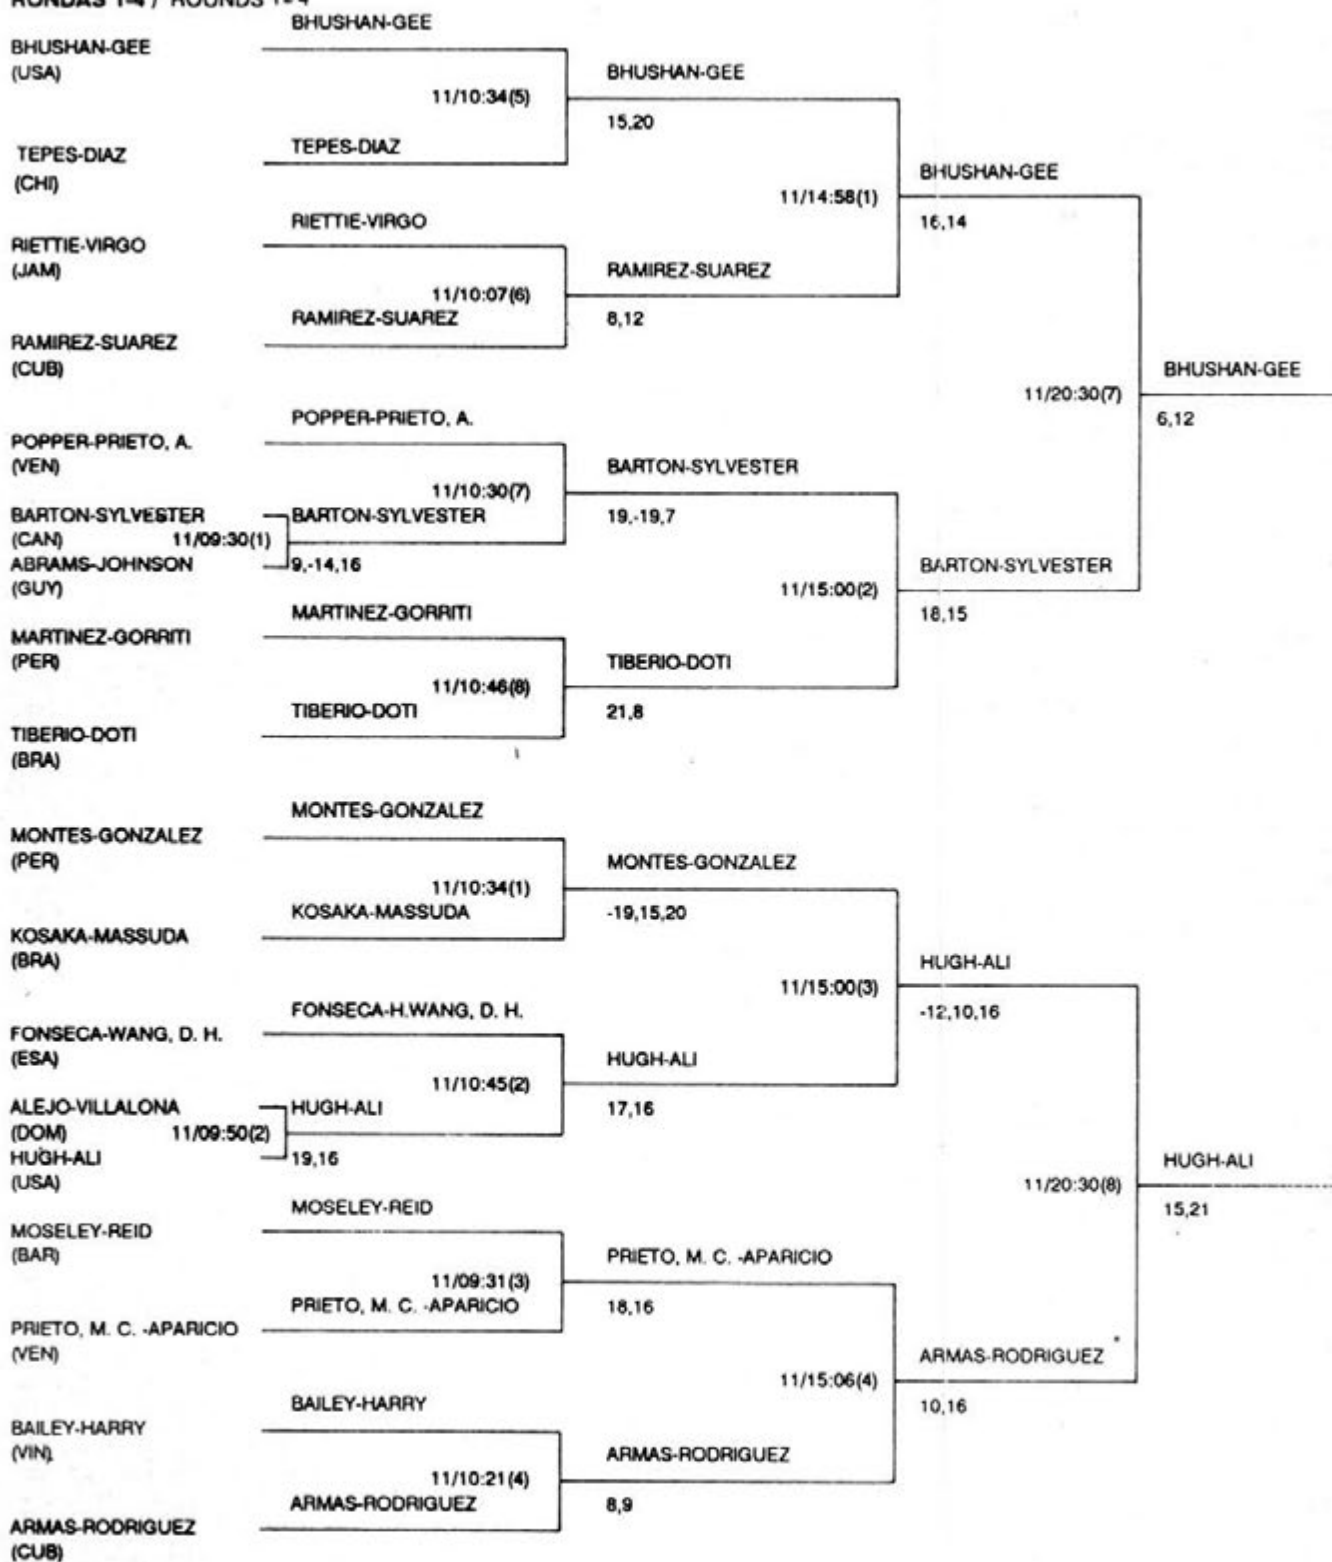 RONDAS 1-4 / ROUNDS 1-4
BHUSHAN-GEE
BHUSHAN-GEE
(USA)
BHUSHAN-GEE
11/10:34(5)
15,20
TEPES-DIAZ
TEPES-DIAZ
(CHI)
BHUSHAN-GEE
11/14:58(1)
16,14
RIETTIE-VIRGO
RIETTIE-VIRGO
(JAM)
RAMIREZ-SUAREZ
11/10:07(6)
RAMIREZ-SUAREZ
8,12
RAMIREZ-SUAREZ
(CUB)
BHUSHAN-GEE
11/20:30(7)
6,12
POPPER-PRIETO, A.
POPPER-PRIETO, A.
(VEN)
BARTON-SYLVESTER
11/10:30(7)
BARTON-SYLVESTER
BARTON-SYLVESTER
19,-19,7
(CAN)
11/09:30(1)
ABRAMS-JOHNSON
9,-14,16
(GUY)
BARTON-SYLVESTER
11/15:00(2)
18,15
MARTINEZ-GORRITI
MARTINEZ-GORRITI
(PER)
TIBERIO-DOTI
11/10:46(8)
TIBERIO-DOTI
21,8
TIBERIO-DOTI
(BRA)
MONTES-GONZALEZ
MONTES-GONZALEZ
(PER)
MONTES-GONZALEZ
11/10:34(1)
KOSAKA-MASSUDA
-19,15,20
KOSAKA-MASSUDA
(BRA)
HUGH-ALI
11/15:00(3)
-12,10,16
FONSECA-H.WANG, D. H.
FONSECA-WANG, D. H.
(ESA)
HUGH-ALI
11/10:45(2)
ALEJO-VILLALONA
HUGH-ALI
17,16
(DOM)
11/09:50(2)
HUGH-ALI
19,16
(USA)
HUGH-ALI
11/20:30(8)
15,21
MOSELEY-REID
MOSELEY-REID
(BAR)
PRIETO, M. C. -APARICIO
11/09:31(3)
PRIETO, M. C. -APARICIO
18,16
PRIETO, M. C. -APARICIO
(VEN)
ARMAS-RODRIGUEZ
11/15:06(4)
10,16
BAILEY-HARRY
BAILEY-HARRY
(VIN)
ARMAS-RODRIGUEZ
11/10:21(4)
ARMAS-RODRIGUEZ
8,9
ARMAS-RODRIGUEZ
(CUB)